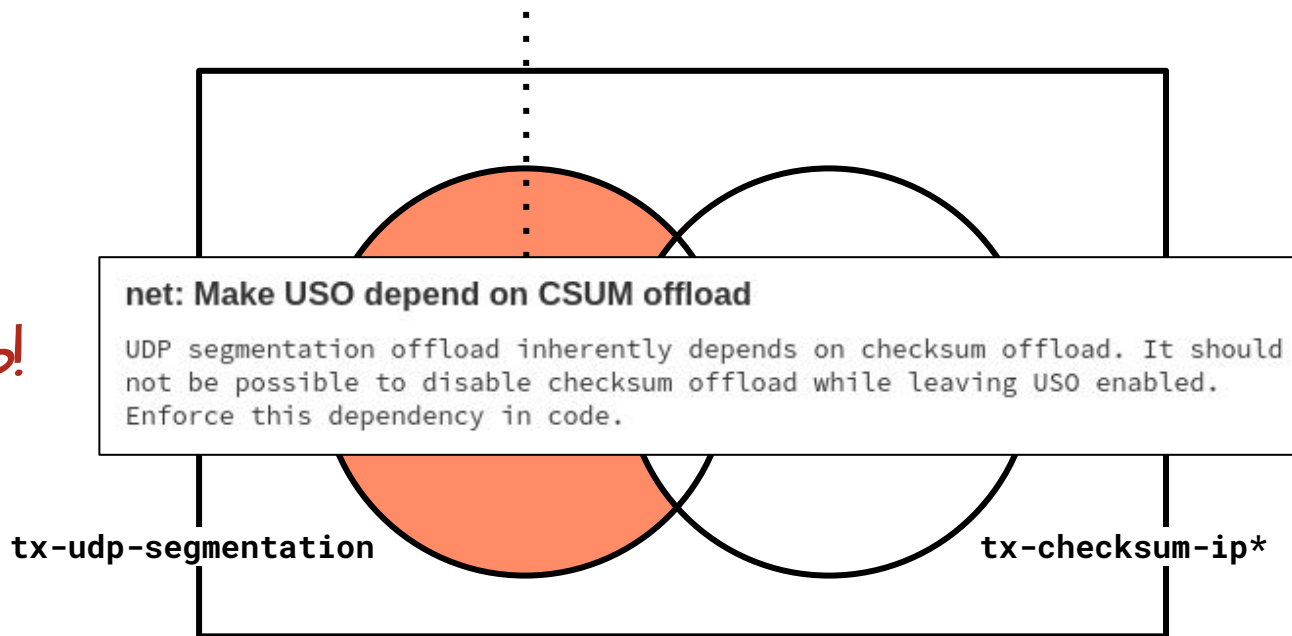 net: Make USO depend on CSUM offload
UDP segmentation offload inherently depends on checksum offload. It should
not be possible to disable checksum offload while leaving USO enabled.
Enforce this dependency in code.
tx-udp-segmentation
tx-checksum-ip*